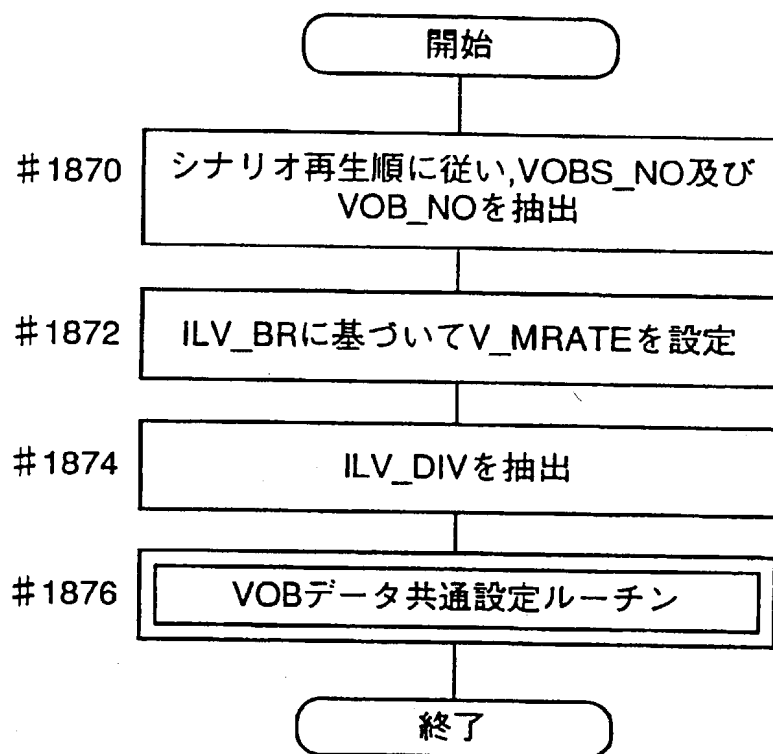 開始
#1870
シナリオ再生順に従い,VOBS_NO及び
VOB_NOを抽出
#1872
ILV_BRに基づいてV_MRATEを設定
#1874
ILV_DIVを抽出
#1876
VOBデータ共通設定ルーチン
終了